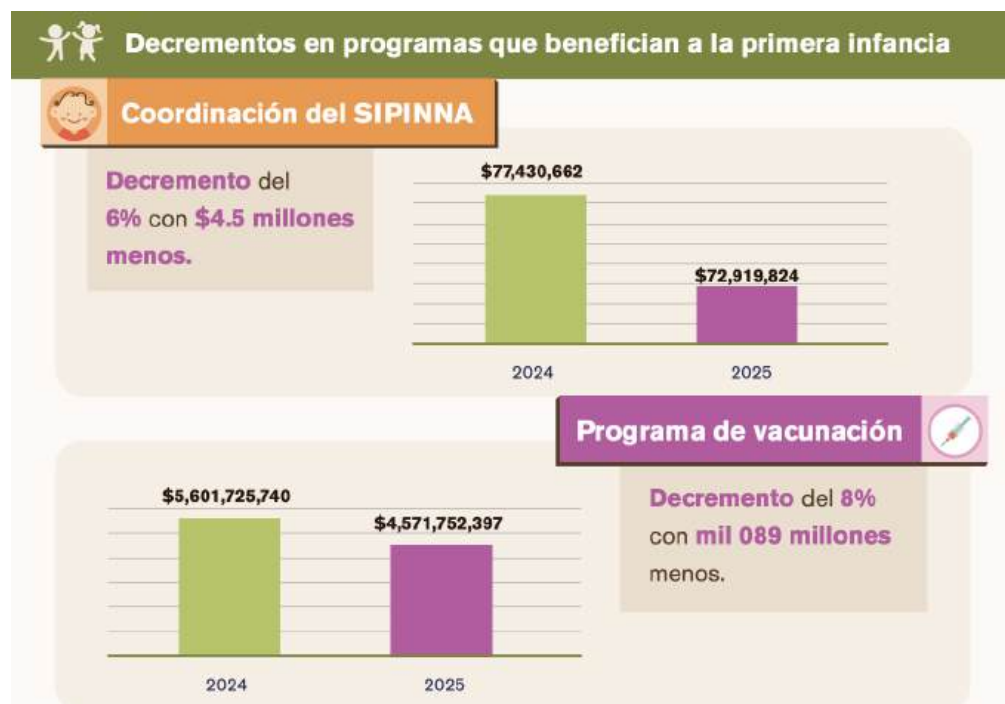 Decrementos en programas que benefician a la primera infancia
Coordinación del SIPINNA
Decremento del
6% con $4.5 millones
menos.
$77,430,662
$72,919,824
2024
2025
Programa de vacunación
$5,601,725,740
$4,571,752,397
2024
2025
Decremento del 8%
con mil 089 millones
menos.